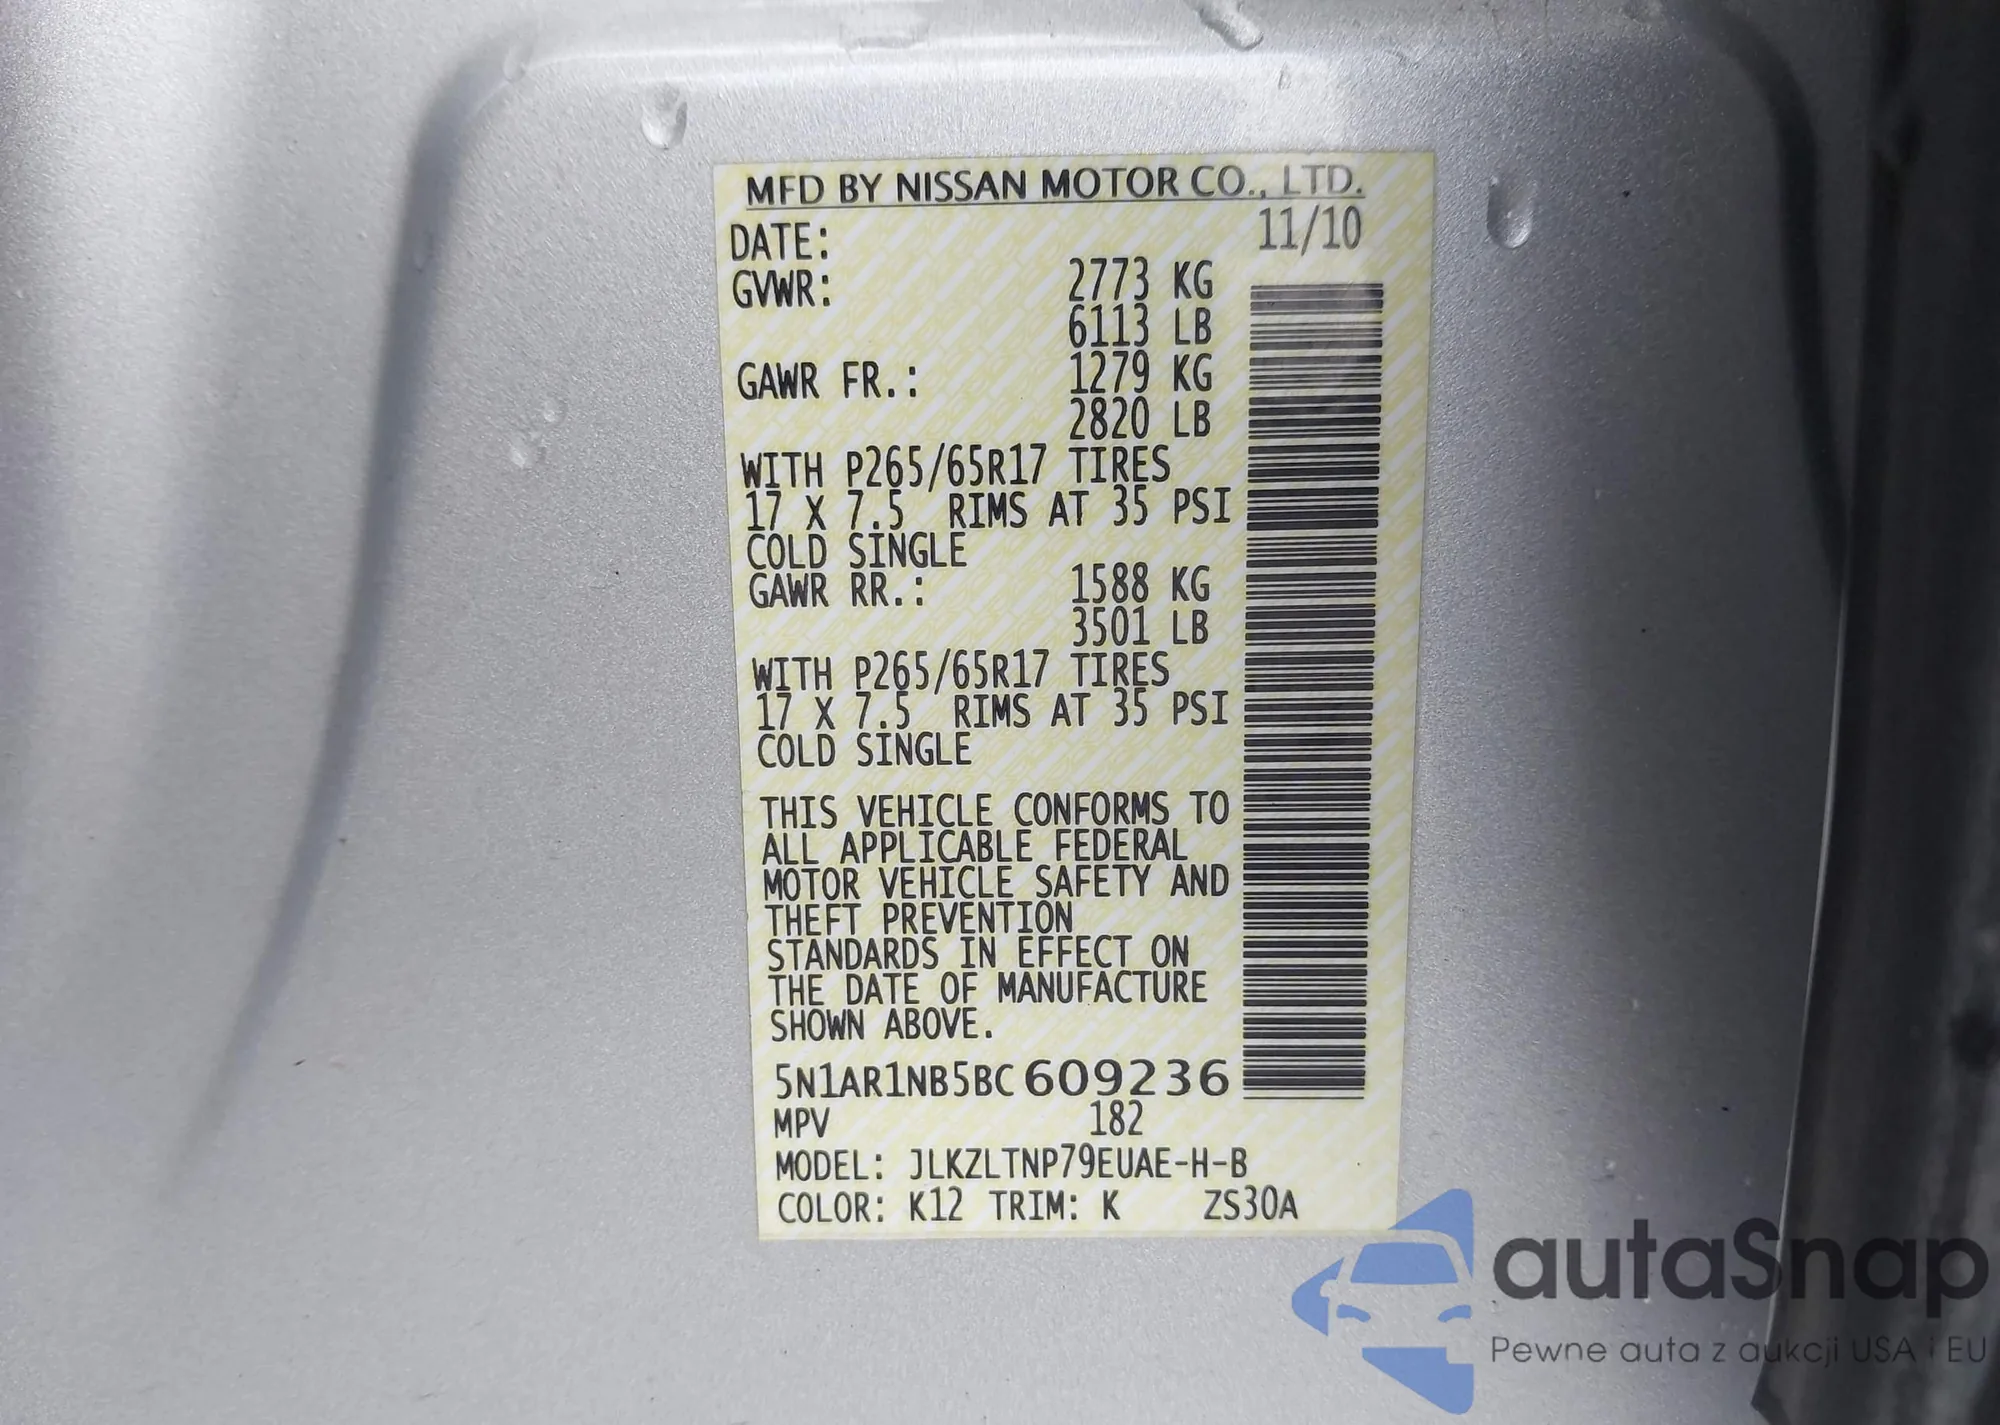 MFD BY NISSAN MOTOR CO., LTD.
DATE: 11/10
GVWR: 2773 KG
6113 LB
GAWR FR.: 1279 KG
2820 LB
WITH P265/65R17 TIRES
17 X 7.5 RIMS AT 35 PSI
COLD SINGLE
GAWR RR.: 1588 KG
3501 LB
WITH P265/65R17 TIRES
17 X 7.5 RIMS AT 35 PSI
COLD SINGLE
THIS VEHICLE CONFORMS TO
ALL APPLICABLE FEDERAL
MOTOR VEHICLE SAFETY AND
THEFT PREVENTION
STANDARDS IN EFFECT ON
THE DATE OF MANUFACTURE
SHOWN ABOVE.
5N1AR1NB5BC609236
MPV 182
MODEL: JLKZLTNP79EUAE-H-B
COLOR: K12 TRIM: K ZS30A
autaSnap
Pewne auta z aukcji USA i EU